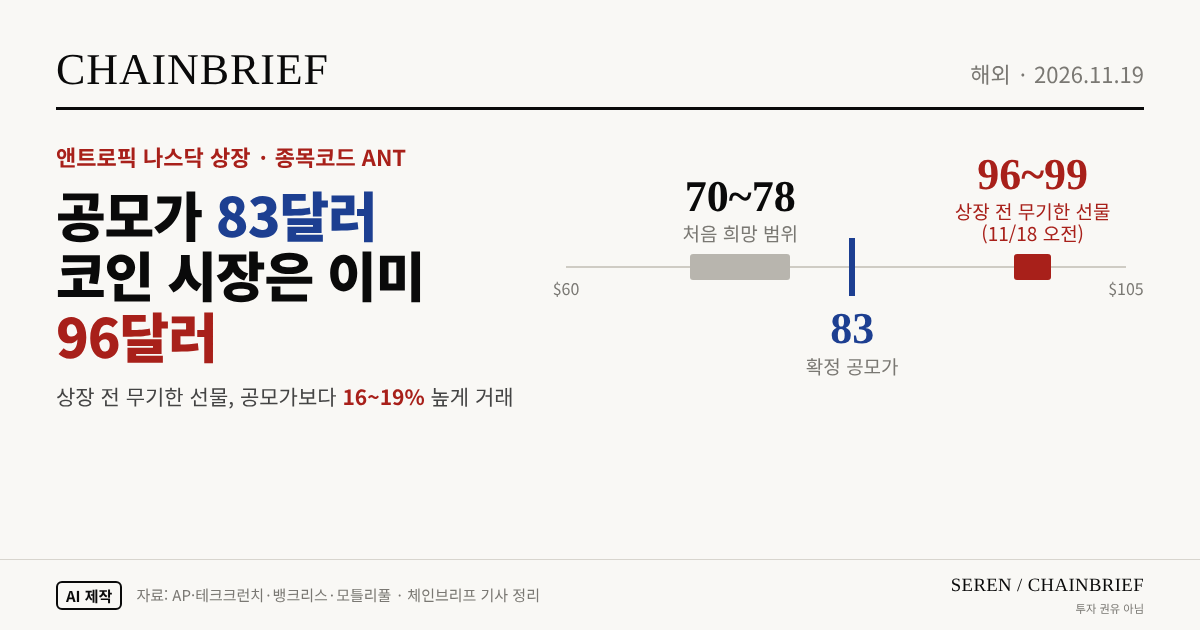 CHAINBRIEF
해외 · 2026.11.19
앤트로픽 나스닥 상장 · 종목코드 ANT
공모가 83달러
코인 시장은 이미
96달러
상장 전 무기한 선물, 공모가보다 16~19% 높게 거래
70~78
처음 희망 범위
96~99
상장 전 무기한 선물
(11/18 오전)
$60
$105
83
확정 공모가
AI 제작
자료: AP·테크크런치·뱅크리스·모틀리풀 · 체인브리프 기사 정리
SEREN / CHAINBRIEF
투자 권유 아님